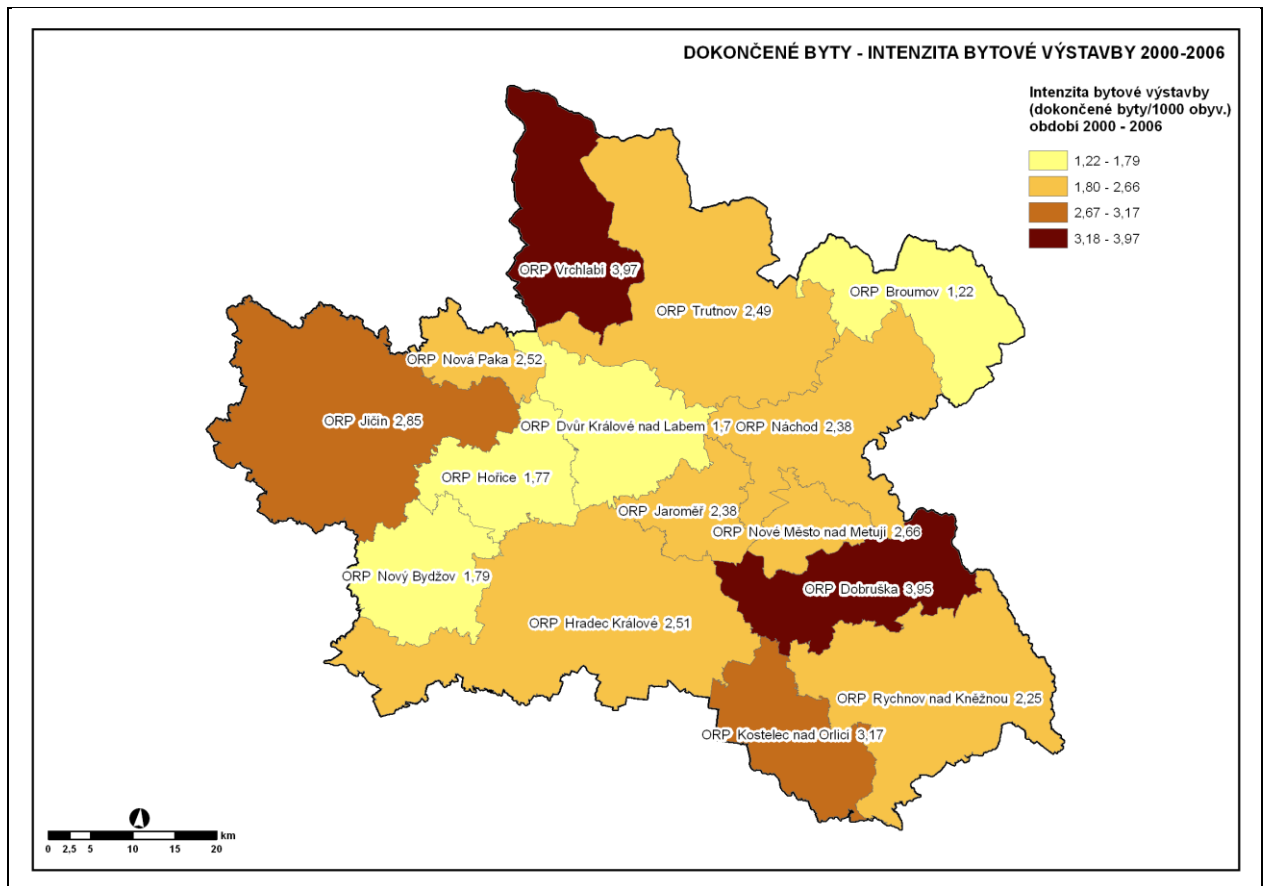 DOKONČENÉ BYTY - INTENZITA BYTOVÉ VÝSTAVBY 2000-2006
Intenzita bytové výstavby
(dokončené byty/1000 obyv.)
období 2000 - 2006
1,22 - 1,79
1,80 - 2,66
2,67 - 3,17
3,18 - 3,97
ORP Vrchlabí 3,97
ORP Broumov 1,22
ORP Trutnov 2,49
ORP Nová Paka 2,52
ORP Jičín 2,85
ORP Dvůr Králové nad Labem 1,7
ORP Náchod 2,38
ORP Hořice 1,77
ORP Jaroměř 2,38
ORP Nové Město nad Metují 2,66
ORP Nový Bydžov 1,79
ORP Dobruška 3,95
ORP Hradec Králové 2,51
ORP Rychnov nad Kněžnou 2,25
ORP Kostelec nad Orlicí 3,17
km
0 2,5 5 10 15 20